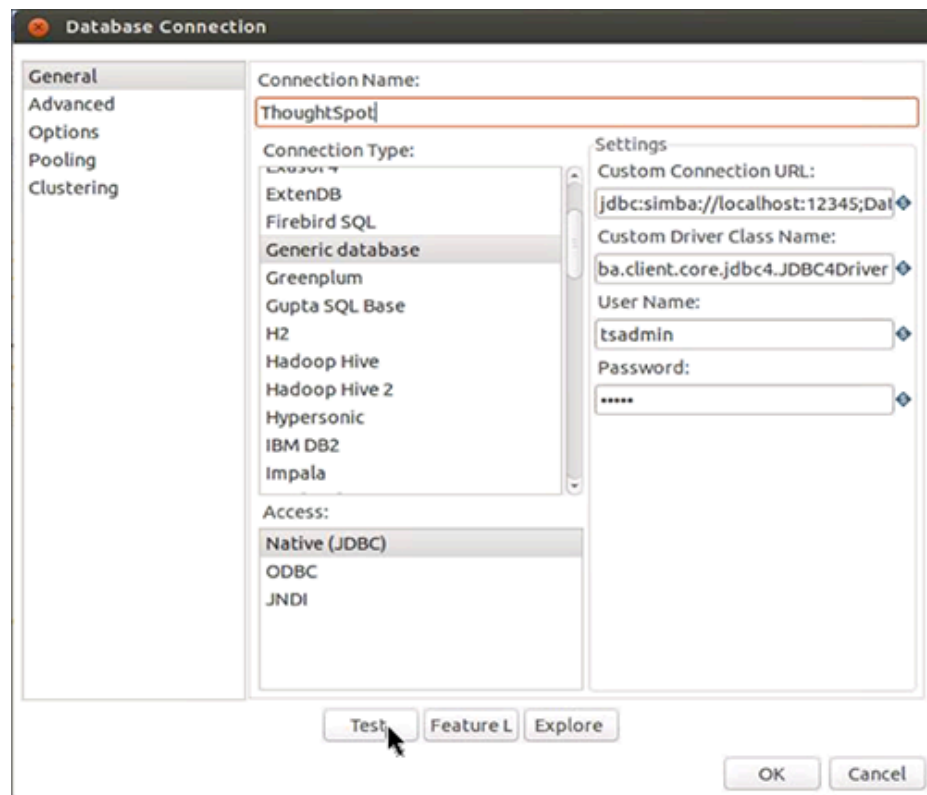 Database Connection
General
Advanced
Options
Pooling
Clustering
Connection Name:
ThoughtSpot
Connection Type:
ExtenDB
Firebird SQL
Generic database
Greenplum
Gupta SQL Base
H2
Hadoop Hive
Hadoop Hive 2
Hypersonic
IBM DB2
Impala
Access:
Native (JDBC)
ODBC
JNDI
Settings
Custom Connection URL:
jdbc:simba://localhost:12345;Dat
Custom Driver Class Name:
ba.client.core.jdbc4.JDBC4Driver
User Name:
tsadmin
Password:
•••••
Test
Feature L
Explore
OK
Cancel